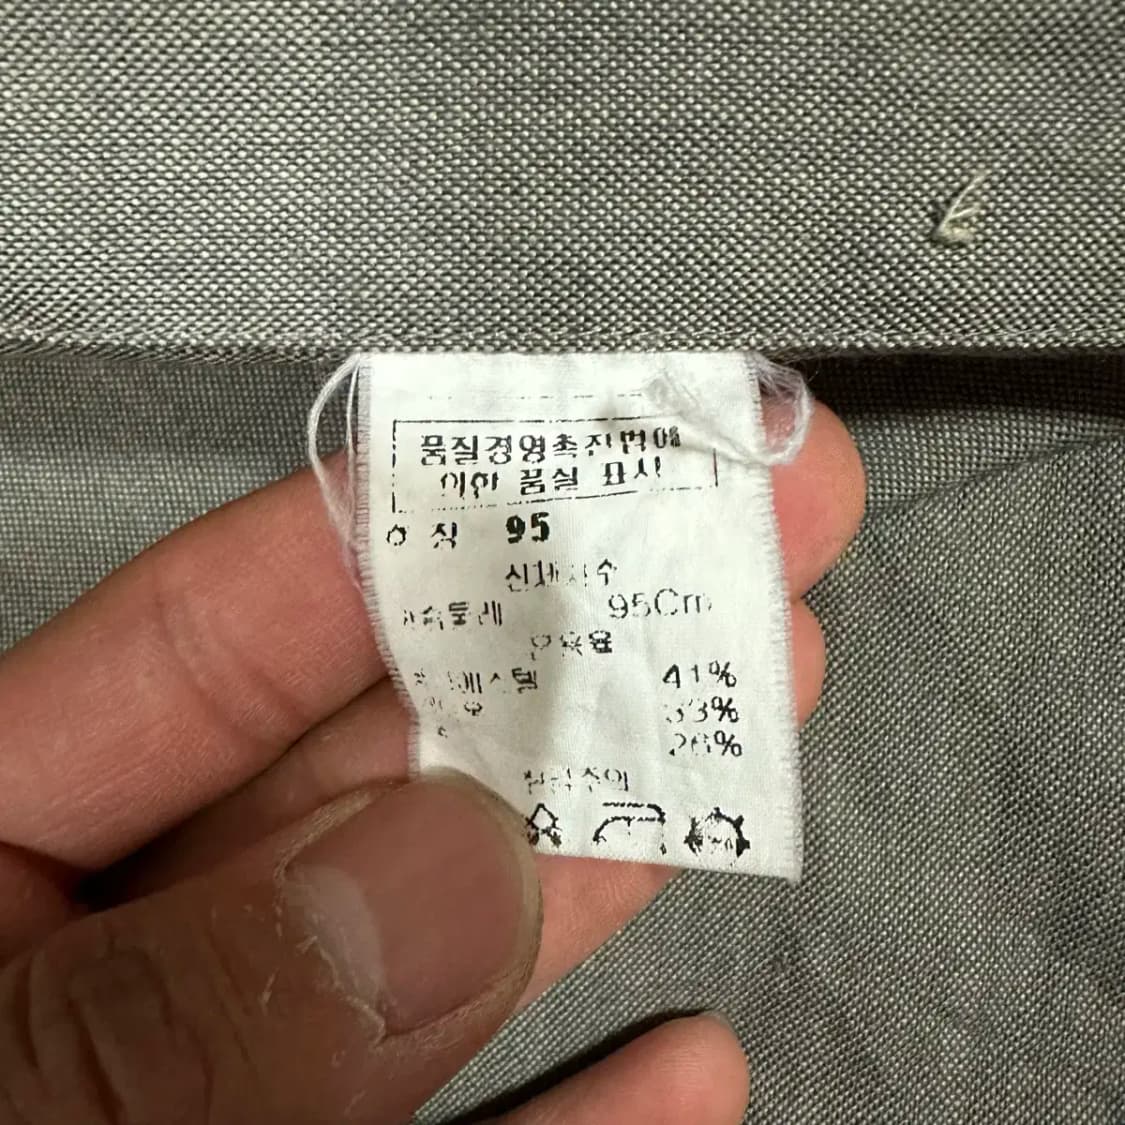 품질경영촉진법에
의한 품질 표시
호 칭 95
신체치수
가슴둘레 95Cm
혼용율
폴리에스텔 41%
33%
26%
취급주의